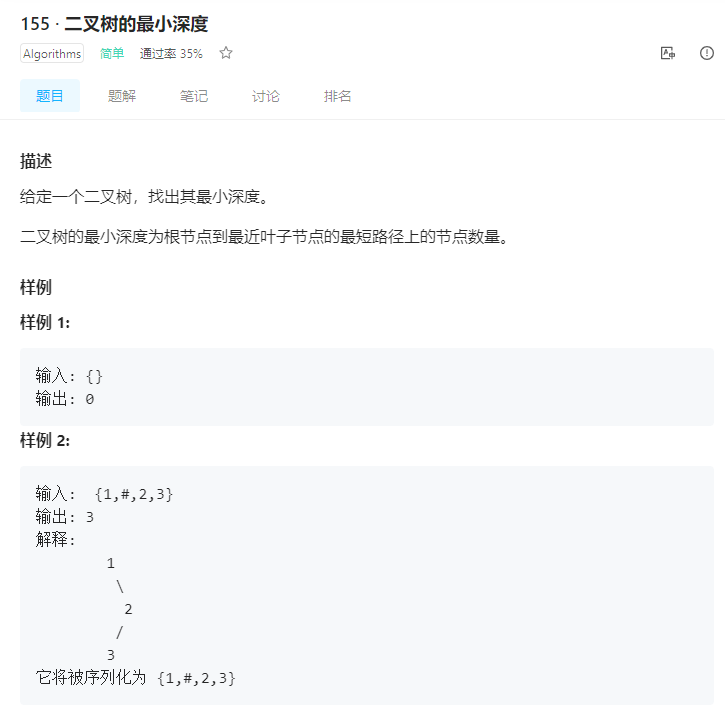 155 · 二叉树的最小深度
Algorithms 简单 通过率 35%
题目 题解 笔记 讨论 排名
描述
给定一个二叉树，找出其最小深度。
二叉树的最小深度为根节点到最近叶子节点的最短路径上的节点数量。
样例
样例 1:
输入: {}
输出: 0
样例 2:
输入: {1,#,2,3}
输出: 3
解释:
1
\
2
/
3
它将被序列化为 {1,#,2,3}